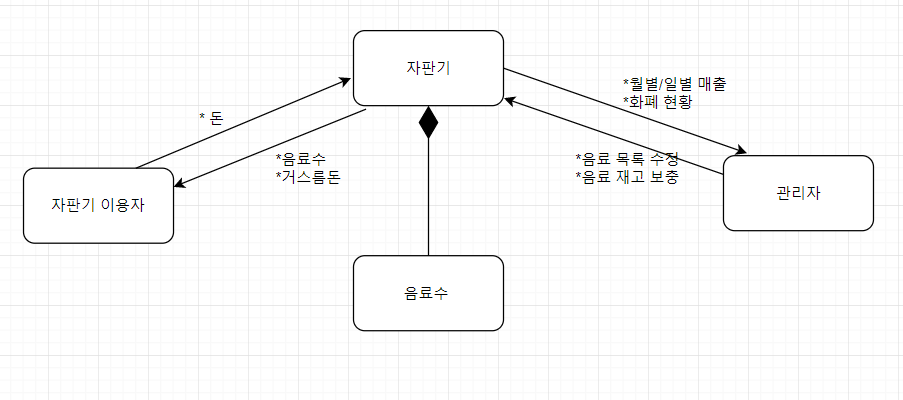 자판기
*월별/일별 매출
*화폐 현황
* 돈
*음료수
*거스름돈
*음료 목록 수정
*음료 재고 보충
자판기 이용자
관리자
음료수